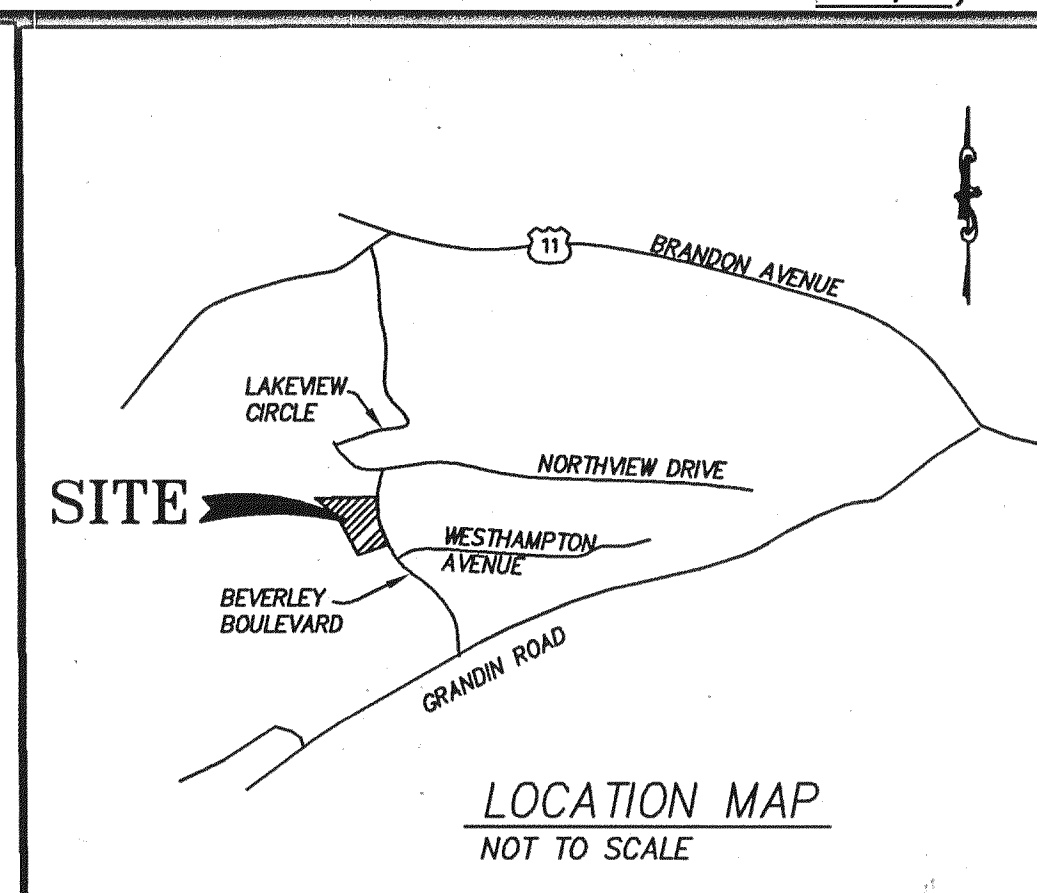 11
BRANDON AVENUE
LAKEVIEW
CIRCLE
NORTHVIEW DRIVE
SITE
WESTHAMPTON
AVENUE
BEVERLEY
BOULEVARD
GRANDIN ROAD
LOCATION MAP
NOT TO SCALE